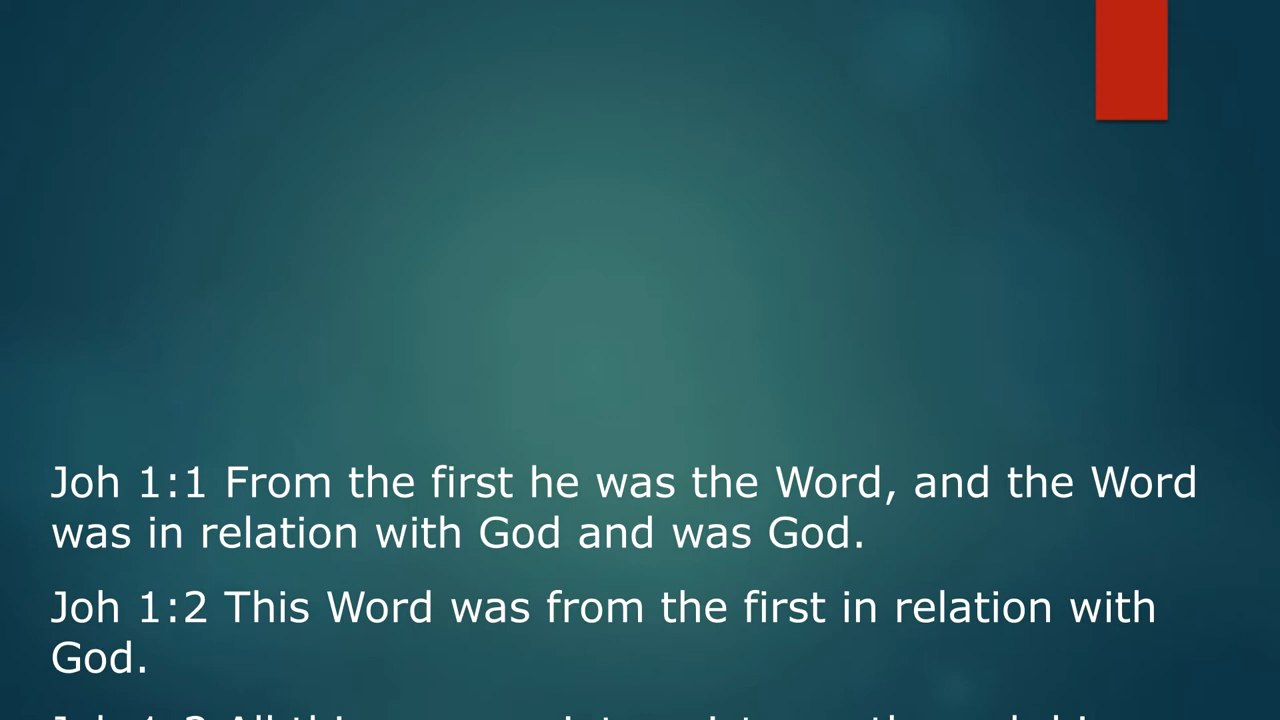 Joh 1:1 From the first he was the Word, and the Word
was in relation with God and was God.
Joh 1:2 This Word was from the first in relation with
God.